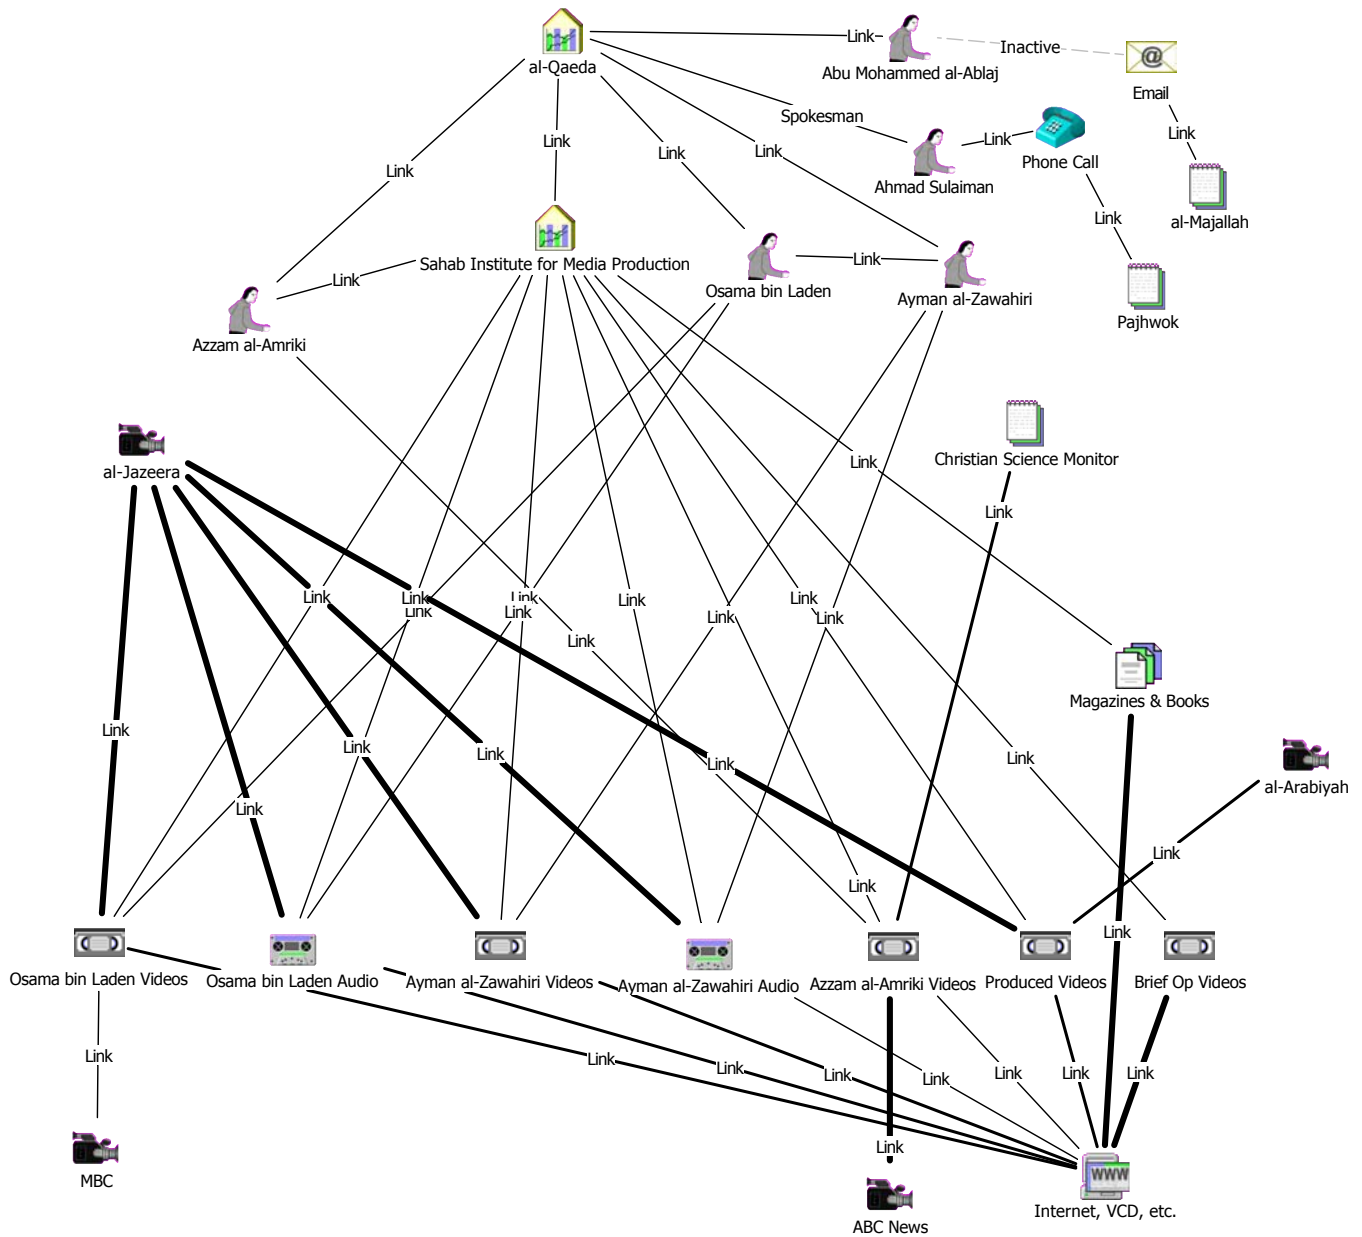 Link
Inactive
al-Qaeda
Abu Mohammed al-Ablaj
Email
Spokesman
Link
Link
Link
Link
Link
Phone Call
Link
Ahmad Sulaiman
Link
al-Majallah
Link
Sahab Institute for Media Production
Link
Link
Osama bin Laden
Ayman al-Zawahiri
Pajhwok
Azzam al-Amriki
al-Jazeera
Christian Science Monitor
Link
Link
Link
Link
Link
Link
Link
Link
Link
Link
Link
Link
Link
Magazines & Books
Link
Link
Link
Link
Link
al-Arabiyah
Link
Link
Link
Link
Link
Osama bin Laden Videos
Osama bin Laden Audio
Ayman al-Zawahiri Videos
Ayman al-Zawahiri Audio
Azzam al-Amriki Videos
Produced Videos
Brief Op Videos
Link
Link
Link
Link
Link
Link
Link
Link
Link
MBC
ABC News
Internet, VCD, etc.